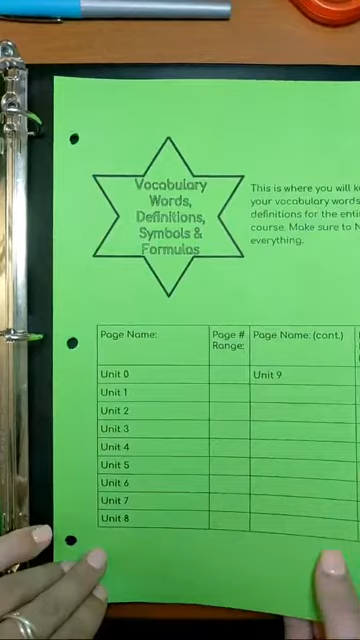 Vocabulary
Words,
Definitions,
Symbols &
Formulas
This is where you will
your vocabulary words
definitions for the
course. Make sure to
everything.
Page Name: Page # Range: Page Name: (cont.)
Unit 0 Unit 9
Unit 1
Unit 2
Unit 3
Unit 4
Unit 5
Unit 6
Unit 7
Unit 8